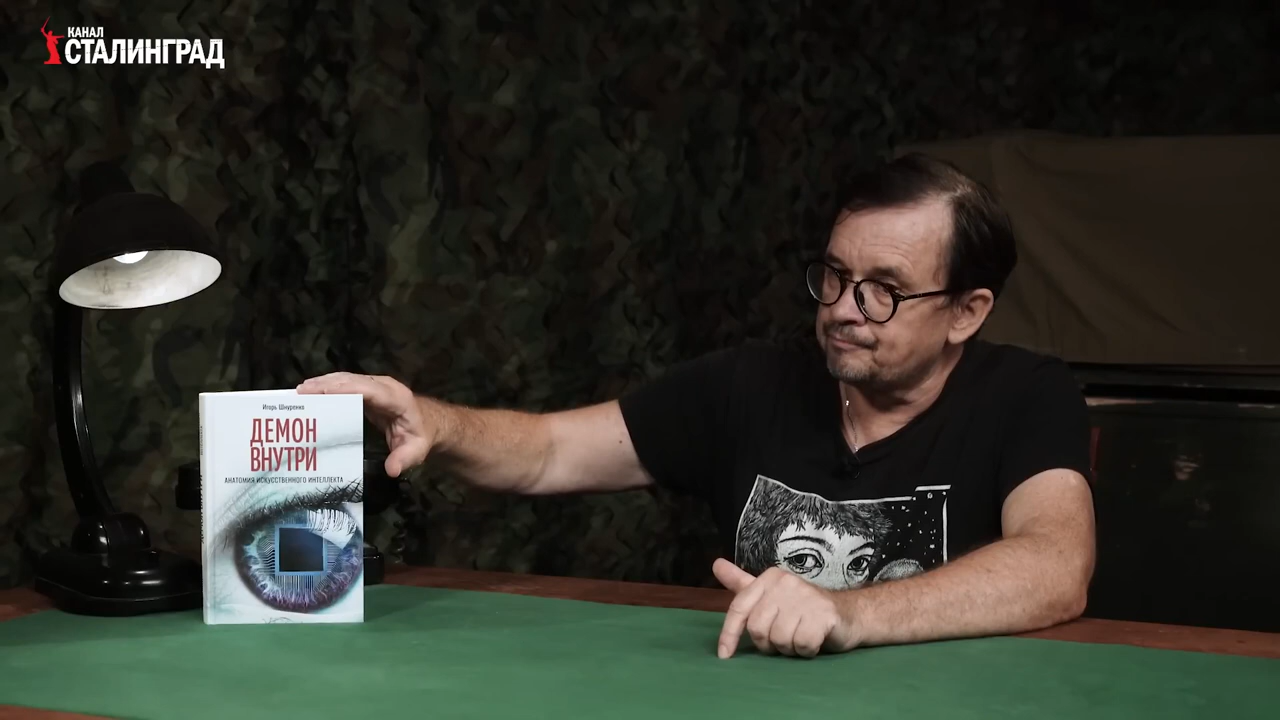 КАНАЛ
СТАЛИНГРАД
Игорь Шнуренко
ДЕМОН
ВНУТРИ
АНАТОМИЯ ИСКУССТВЕННОГО ИНТЕЛЛЕКТА